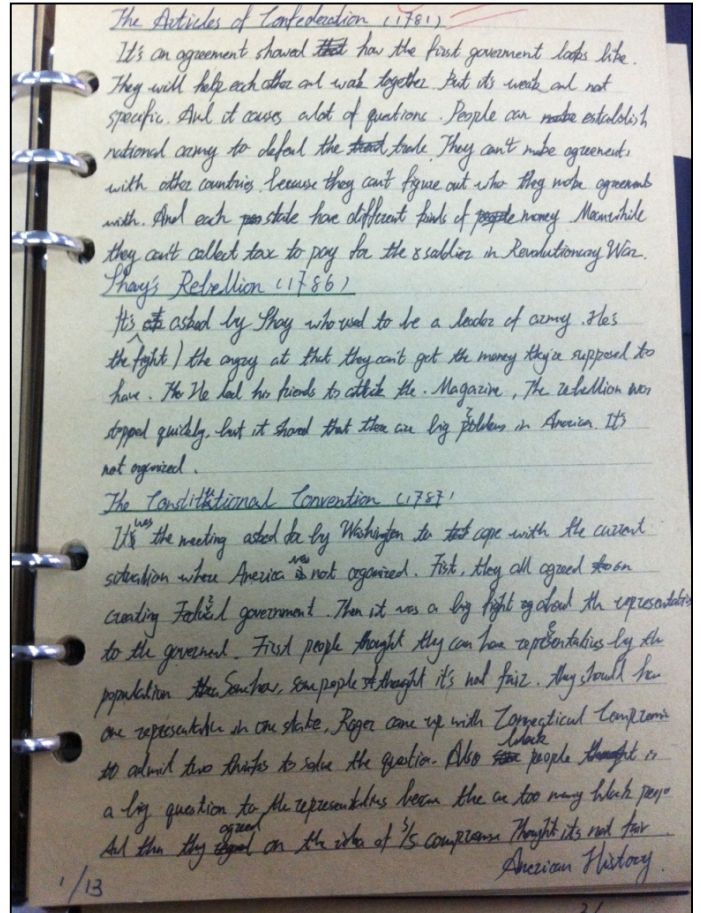 The Articles of Confederation (1781)
It's an agreement showed that how the first goverment looks like.
They will help each other and work together. But it's weak and not
specific. And it causes a lot of questions. People can make establish
national army to defend the trade. They can't make agreements
with other countries because they can't figure out who they make agreements
with. And each state have different kinds of people money. Meanwhile
they can't collect tax to pay for the soldier in Revolutionary War.
Shay's Rebellion (1786)
It's asked by Shay who used to be a leader of army. He's
the fight / the angry at that they can't get the money they're supposed to
have. He led his friends to the Magazine, The rebellion was
stopped quickly, but it showed that there are big problems in America. It's
not organized.
The Constitutional Convention (1787)
It's was the meeting asked for by Washington to cope with the current
situation where America is was not organized. Fist, they all agreed on
creating government. Then it was a big fight about the representatives
to the government. First people thought they can have representatives by the
population Somehow, some people thought it's not fair. they should have
one representative in one state, Roger came up with Connecticut Compromise
to admit two to solve the question. Also black people thought is
a big question to the representatives the are too many black people
And then they agreed on the idea of 3/5 compromise Thought it's not fair
American History.
1/13